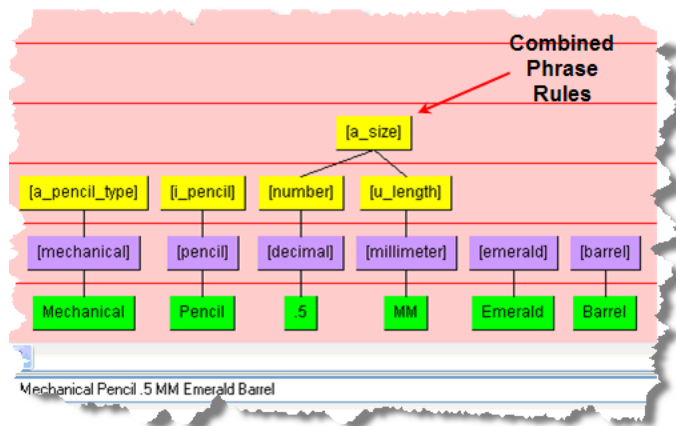 Combined
Phrase
Rules
[a_size]
[a_pencil_type] [i_pencil] [number] [u_length]
[mechanical] [pencil] [decimal] [millimeter] [emerald] [barrel]
Mechanical Pencil .5 MM Emerald Barrel
Mechanical Pencil .5 MM Emerald Barrel